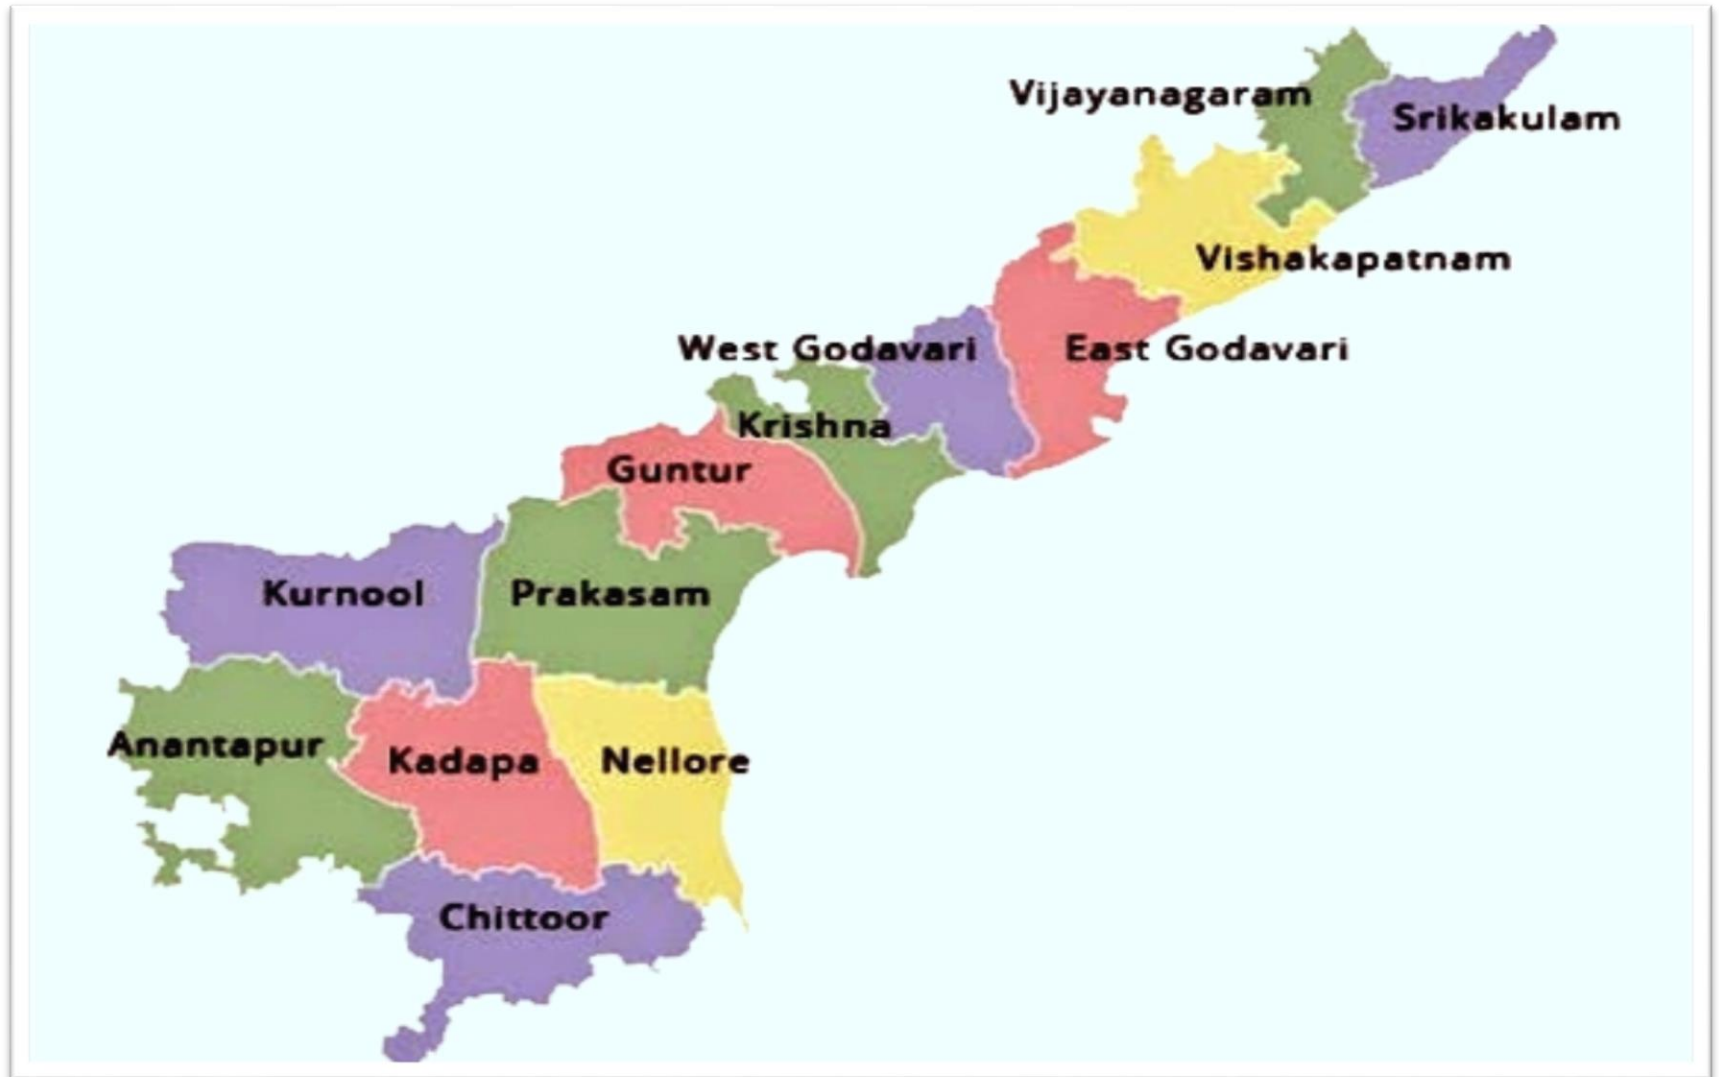 Vijayanagaram
Srikakulam
Vishakapatnam
West Godavari
East Godavari
Krishna
Guntur
Kurnool
Prakasam
Anantapur
Kadapa
Nellore
Chittoor